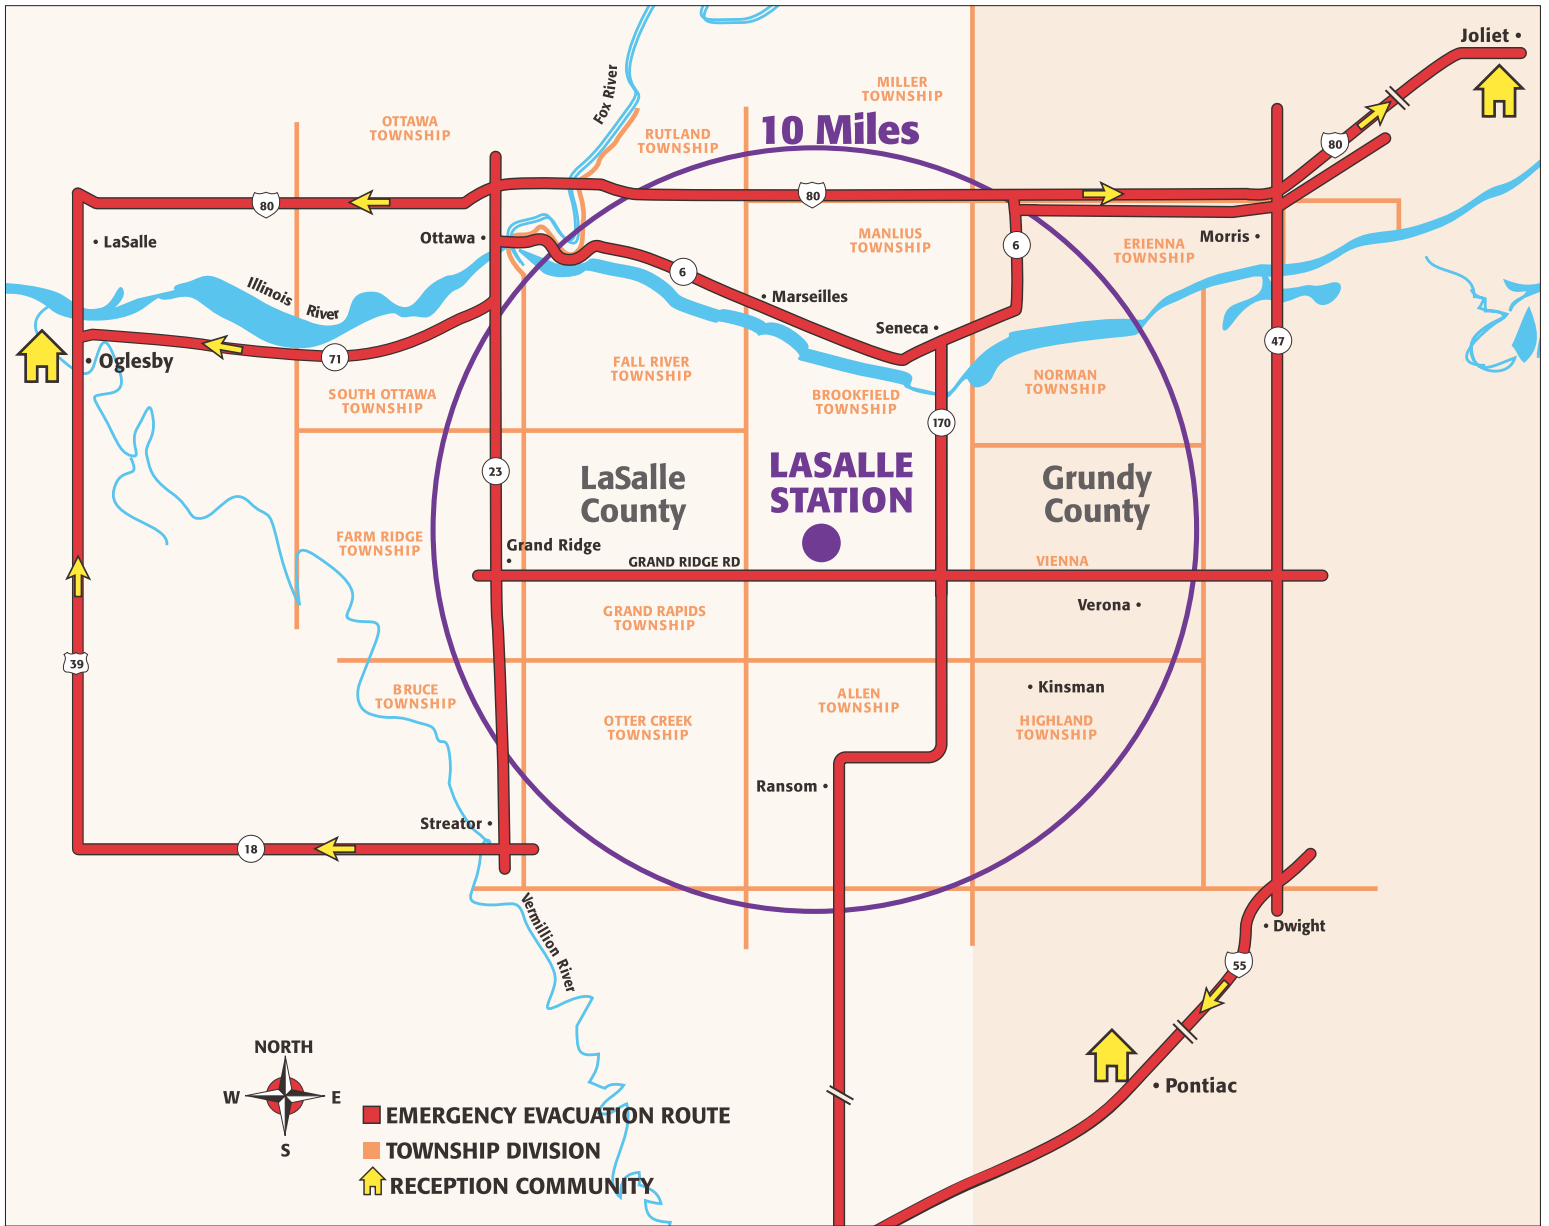 Joliet
MILLER
TOWNSHIP
Fox River
OTTAWA
TOWNSHIP
RUTLAND
TOWNSHIP
10 Miles
80
80
80
80
LaSalle
Ottawa
MANLIUS
TOWNSHIP
6
ERIENNA
TOWNSHIP
Morris
6
Illinois River
Marseilles
Seneca
47
Oglesby
71
FALL RIVER
TOWNSHIP
SOUTH OTTAWA
TOWNSHIP
BROOKFIELD
TOWNSHIP
NORMAN
TOWNSHIP
170
23
LaSalle
County
LASALLE
STATION
Grundy
County
FARM RIDGE
TOWNSHIP
Grand Ridge
GRAND RIDGE RD
VIENNA
GRAND RAPIDS
TOWNSHIP
Verona
39
BRUCE
TOWNSHIP
Kinsman
ALLEN
TOWNSHIP
OTTER CREEK
TOWNSHIP
HIGHLAND
TOWNSHIP
Ransom
Streator
18
Vermillion River
Dwight
55
Pontiac
NORTH
W E
S
EMERGENCY EVACUATION ROUTE
TOWNSHIP DIVISION
RECEPTION COMMUNITY